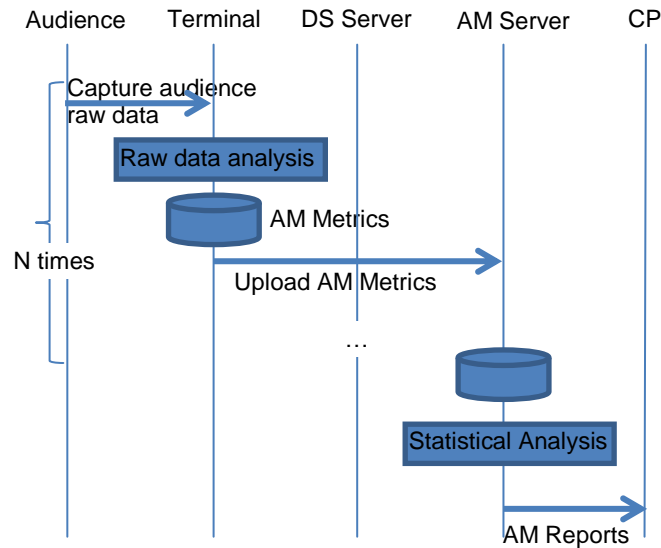 Audience Terminal DS Server AM Server CP
Capture audience
raw data
Raw data analysis
AM Metrics
N times
Upload AM Metrics
...
Statistical Analysis
AM Reports